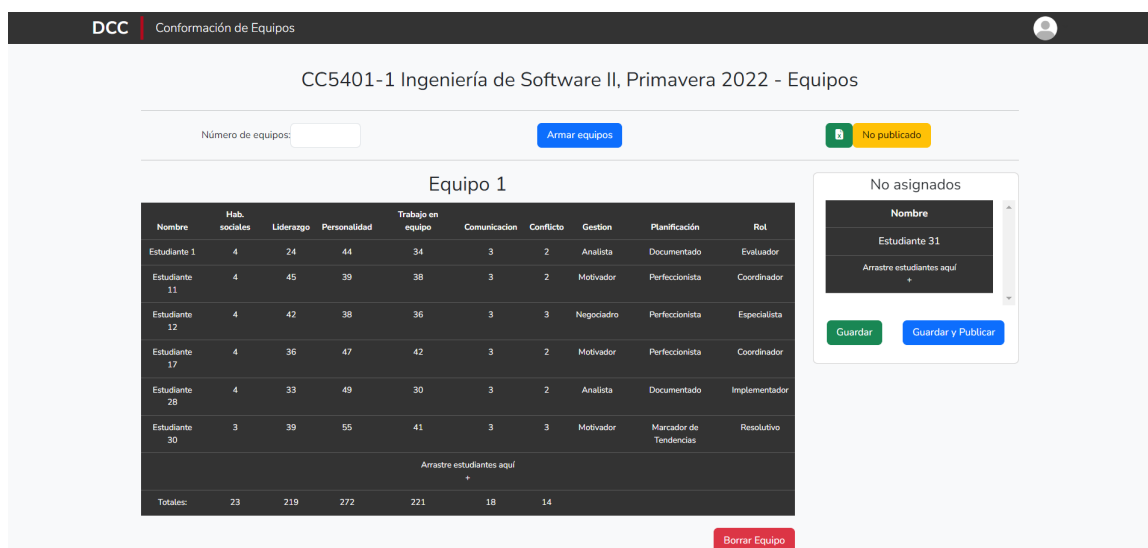 DCC Conformación de Equipos
CC5401-1 Ingeniería de Software II, Primavera 2022 - Equipos
Número de equipos:
Armar equipos
No publicado
Equipo 1
Nombre Hab. sociales Liderazgo Personalidad Trabajo en equipo Comunicacion Conflicto Gestion Planificación Rol
Estudiante 1 4 24 44 34 3 2 Analista Documentado Evaluador
Estudiante 11 4 45 39 38 3 2 Motivador Perfeccionista Coordinador
Estudiante 12 4 42 38 36 3 3 Negociadro Perfeccionista Especialista
Estudiante 17 4 36 47 42 3 2 Motivador Perfeccionista Coordinador
Estudiante 28 4 33 49 30 3 2 Analista Documentado Implementador
Estudiante 30 3 39 55 41 3 3 Motivador Marcador de Tendencias Resolutivo
Arrastre estudiantes aquí
+
Totales: 23 219 272 221 18 14
Borrar Equipo
No asignados
Nombre
Estudiante 31
Arrastre estudiantes aquí
+
Guardar
Guardar y Publicar